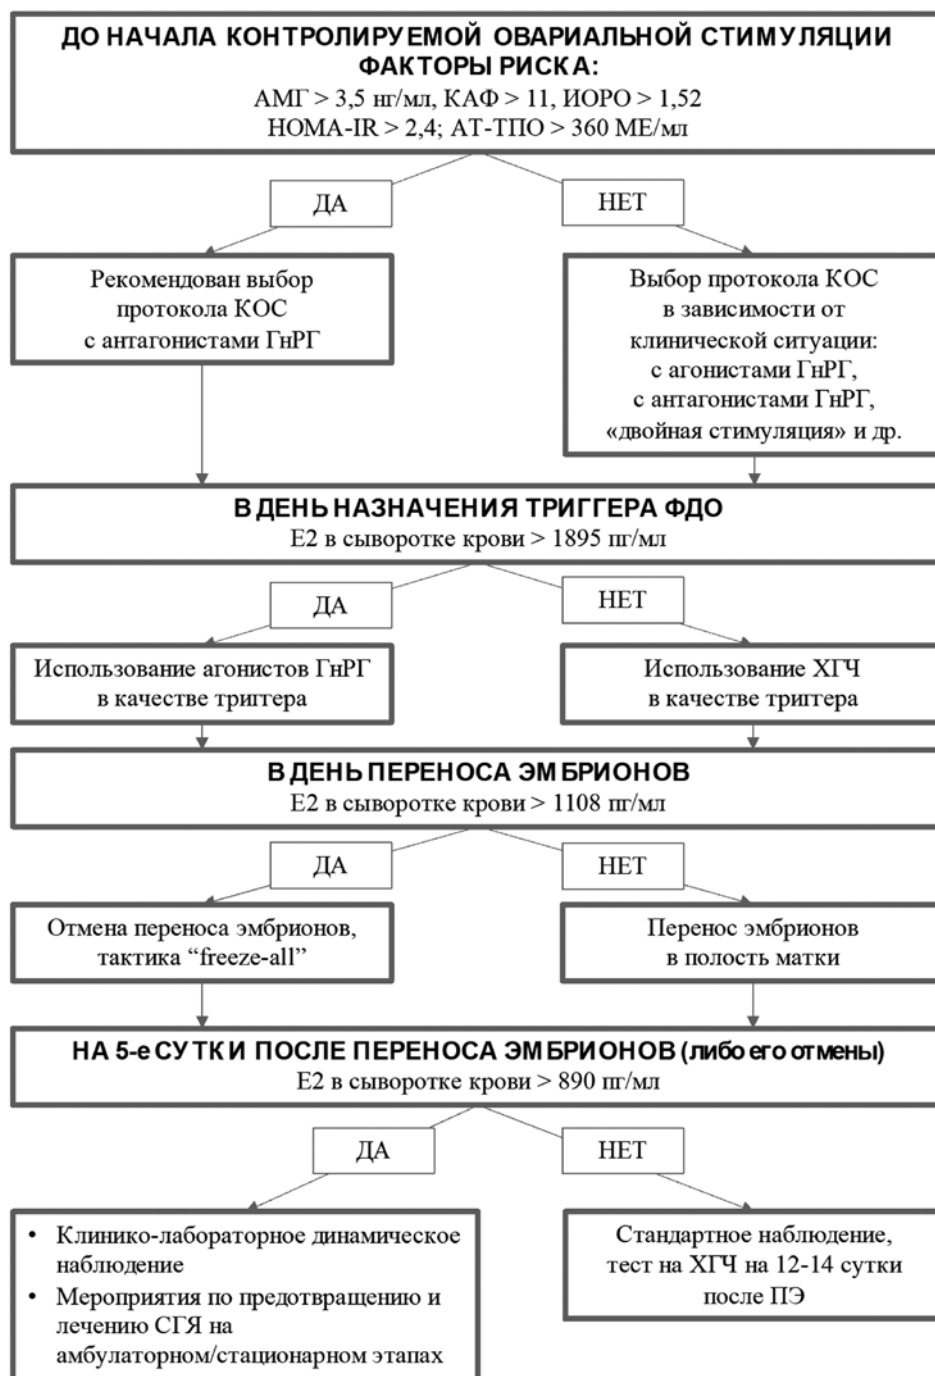 ДО НАЧАЛА КОНТРОЛИРУЕМОЙ ОВАРИАЛЬНОЙ СТИМУЛЯЦИИ
ФАКТОРЫ РИСКА:
АМГ > 3,5 нг/мл, КАФ > 11, ИОРО > 1,52
HOMA-IR > 2,4; АТ-ТПО > 360 МЕ/мл
ДА
НЕТ
Рекомендован выбор
протокола КОС
с антагонистами ГнРГ
Выбор протокола КОС
в зависимости от
клинической ситуации:
с агонистами ГнРГ,
с антагонистами ГнРГ,
«двойная стимуляция» и др.
В ДЕНЬ НАЗНАЧЕНИЯ ТРИГГЕРА ФДО
Е2 в сыворотке крови > 1895 пг/мл
ДА
НЕТ
Использование агонистов ГнРГ
в качестве триггера
Использование ХГЧ
в качестве триггера
В ДЕНЬ ПЕРЕНОСА ЭМБРИОНОВ
Е2 в сыворотке крови > 1108 пг/мл
ДА
НЕТ
Отмена переноса эмбрионов,
тактика “freeze-all”
Перенос эмбрионов
в полость матки
НА 5-е СУТКИ ПОСЛЕ ПЕРЕНОСА ЭМБРИОНОВ (либо его отмены)
Е2 в сыворотке крови > 890 пг/мл
ДА
НЕТ
• Клинико-лабораторное динамическое
наблюдение
• Мероприятия по предотвращению и
лечению СГЯ на
амбулаторном/стационарном этапах
Стандартное наблюдение,
тест на ХГЧ на 12-14 сутки
после ПЭ